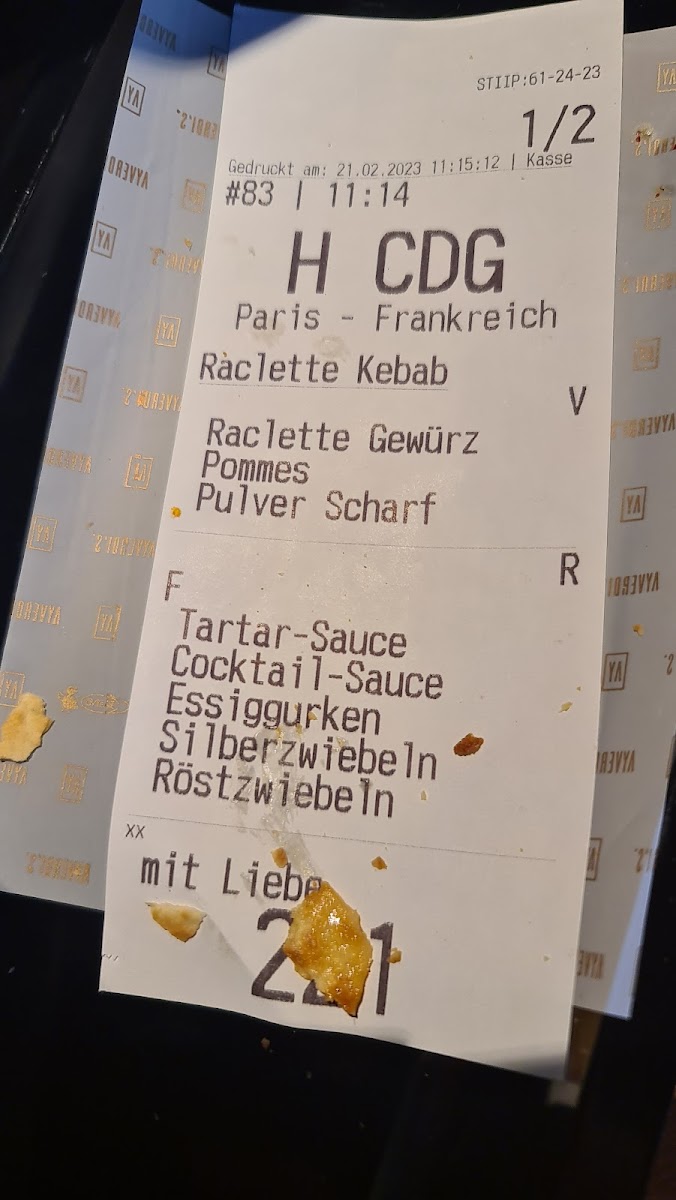 STIIP:61-24-23
1/2
Gedruckt am: 21.02.2023 11:15:12 | Kasse
#83 | 11:14
H CDG
Paris - Frankreich
Raclette Kebab
V
Raclette Gewürz
Pommes
Pulver Scharf
R
F
Tartar-Sauce
Cocktail-Sauce
Essiggurken
Silberzwiebeln
Röstzwiebeln
xx
mit Liebe